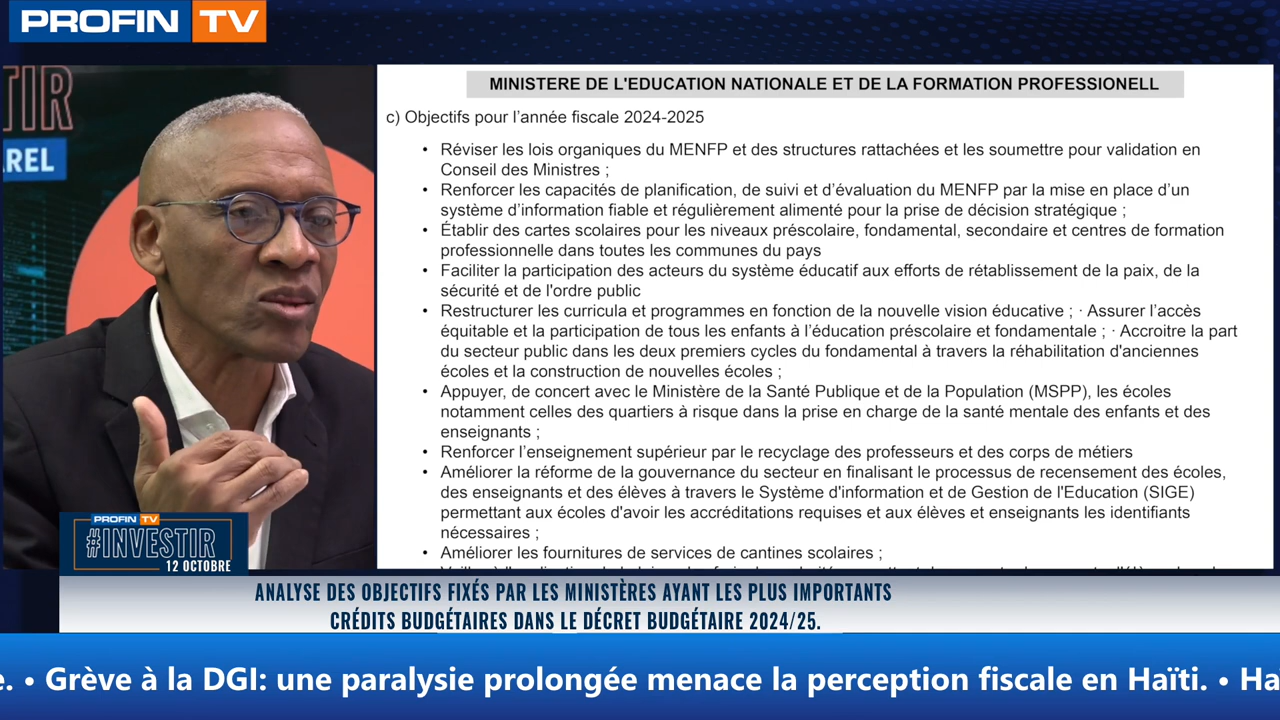 PROFIN TV
TIR
AREL
MINISTERE DE L'EDUCATION NATIONALE ET DE LA FORMATION PROFESSIONELL
c) Objectifs pour l'année fiscale 2024-2025
• Réviser les lois organiques du MENFP et des structures rattachées et les soumettre pour validation en
Conseil des Ministres ;
• Renforcer les capacités de planification, de suivi et d'évaluation du MENFP par la mise en place d'un
système d'information fiable et régulièrement alimenté pour la prise de décision stratégique ;
• Établir des cartes scolaires pour les niveaux préscolaire, fondamental, secondaire et centres de formation
professionnelle dans toutes les communes du pays
• Faciliter la participation des acteurs du système éducatif aux efforts de rétablissement de la paix, de la
sécurité et de l'ordre public
• Restructurer les curricula et programmes en fonction de la nouvelle vision éducative ; · Assurer l'accès
équitable et la participation de tous les enfants à l'éducation préscolaire et fondamentale ; · Accroitre la part
du secteur public dans les deux premiers cycles du fondamental à travers la réhabilitation d'anciennes
écoles et la construction de nouvelles écoles ;
• Appuyer, de concert avec le Ministère de la Santé Publique et de la Population (MSPP), les écoles
notamment celles des quartiers à risque dans la prise en charge de la santé mentale des enfants et des
enseignants ;
• Renforcer l'enseignement supérieur par le recyclage des professeurs et des corps de métiers
• Améliorer la réforme de la gouvernance du secteur en finalisant le processus de recensement des écoles,
des enseignants et des élèves à travers le Système d'information et de Gestion de l'Education (SIGE)
permettant aux écoles d'avoir les accréditations requises et aux élèves et enseignants les identifiants
nécessaires ;
• Améliorer les fournitures de services de cantines scolaires ;
PROFIN TV
#INVESTIR
12 OCTOBRE
ANALYSE DES OBJECTIFS FIXÉS PAR LES MINISTÈRES AYANT LES PLUS IMPORTANTS
CRÉDITS BUDGÉTAIRES DANS LE DÉCRET BUDGÉTAIRE 2024/25.
e. • Grève à la DGI: une paralysie prolongée menace la perception fiscale en Haïti. • Ha